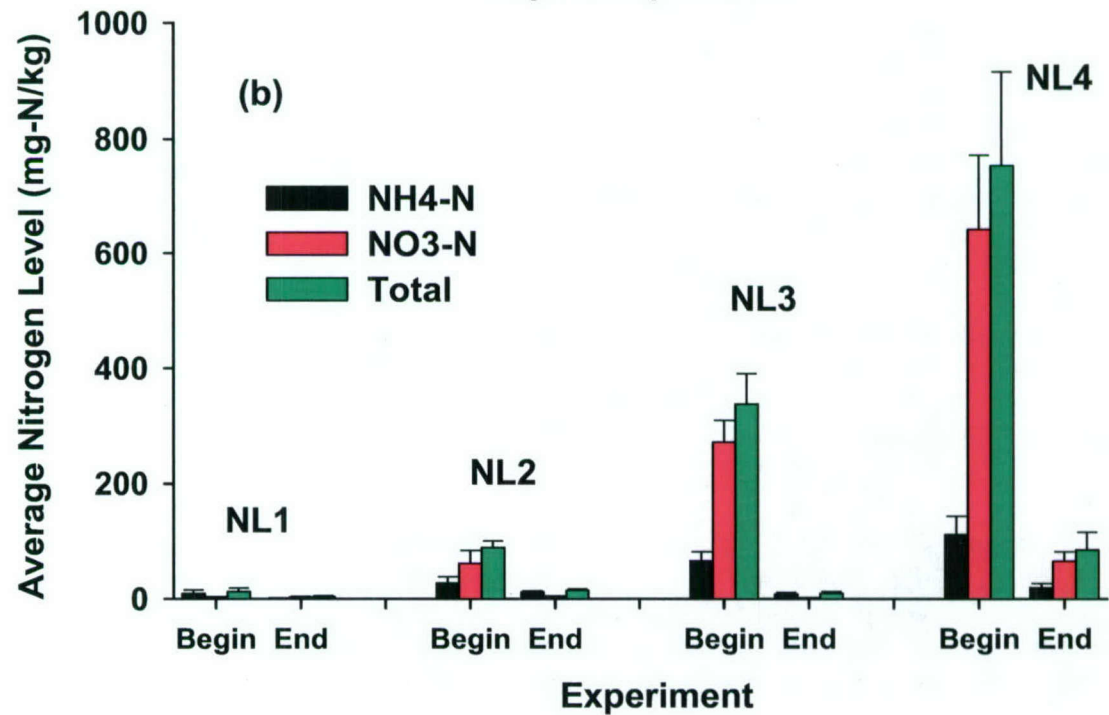 1000
800
600
400
200
0
Average Nitrogen Level (mg-N/kg)
(b)
NH4-N
NO3-N
Total
NL1
NL2
NL3
NL4
Begin End Begin End Begin End Begin End
Experiment